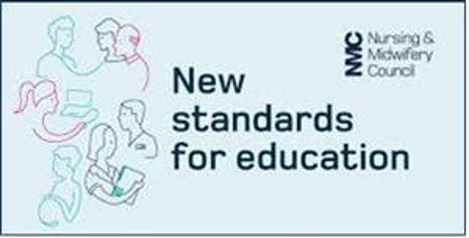 New
standards
for education
NMC
Nursing &
Midwifery
Council